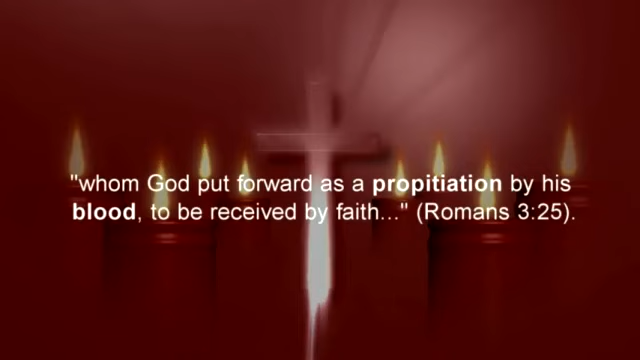 "whom God put forward as a propitiation by his
blood, to be received by faith..." (Romans 3:25).